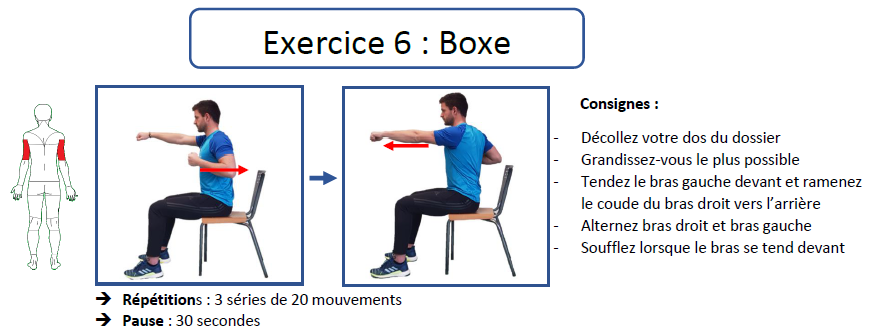 Exercice 6 : Boxe
Consignes :
- Décollez votre dos du dossier
- Grandissez-vous le plus possible
- Tendez le bras gauche devant et ramenez
le coude du bras droit vers l’arrière
- Alternez bras droit et bras gauche
- Soufflez lorsque le bras se tend devant
➔ Répétitions : 3 séries de 20 mouvements
➔ Pause : 30 secondes